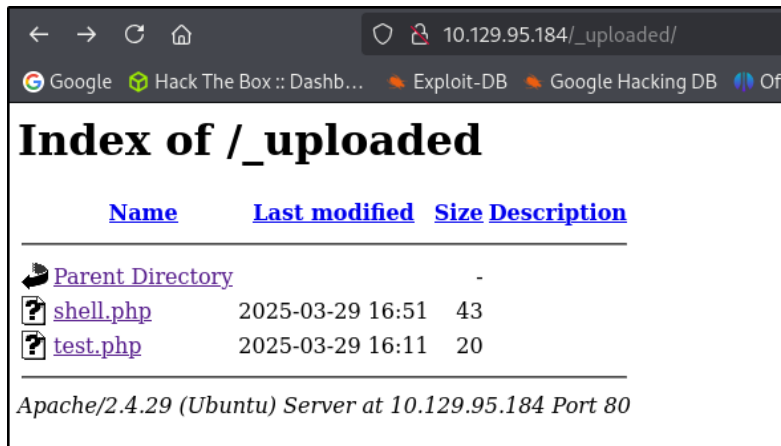 10.129.95.184/_uploaded/
Google Hack The Box :: Dashb... Exploit-DB Google Hacking DB Of
Index of /_uploaded
Name Last modified Size Description
Parent Directory -
shell.php 2025-03-29 16:51 43
test.php 2025-03-29 16:11 20
Apache/2.4.29 (Ubuntu) Server at 10.129.95.184 Port 80